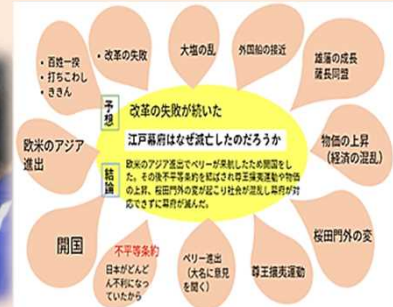 ・百姓一揆
・打ちこわし
・ききん
・改革の失敗
大塩の乱
外国船の接近
雄藩の成長
薩長同盟
予想
改革の失敗が続いた
江戸幕府はなぜ滅亡したのだろうか
結論
欧米のアジア進出でペリーが来航したため開国をし
た。その後不平等条約を結ばされ尊王攘夷運動や物価
の上昇、桜田門外の変が起こり社会が混乱し幕府が対
応できずに幕府が滅んだ。
欧米のアジア
進出
物価の上昇
(経済の混乱)
開国
不平等条約
日本がどんど
ん不利になっ
ていたから
ペリー進出
(大名に意見
を聞く)
尊王攘夷運動
桜田門外の変